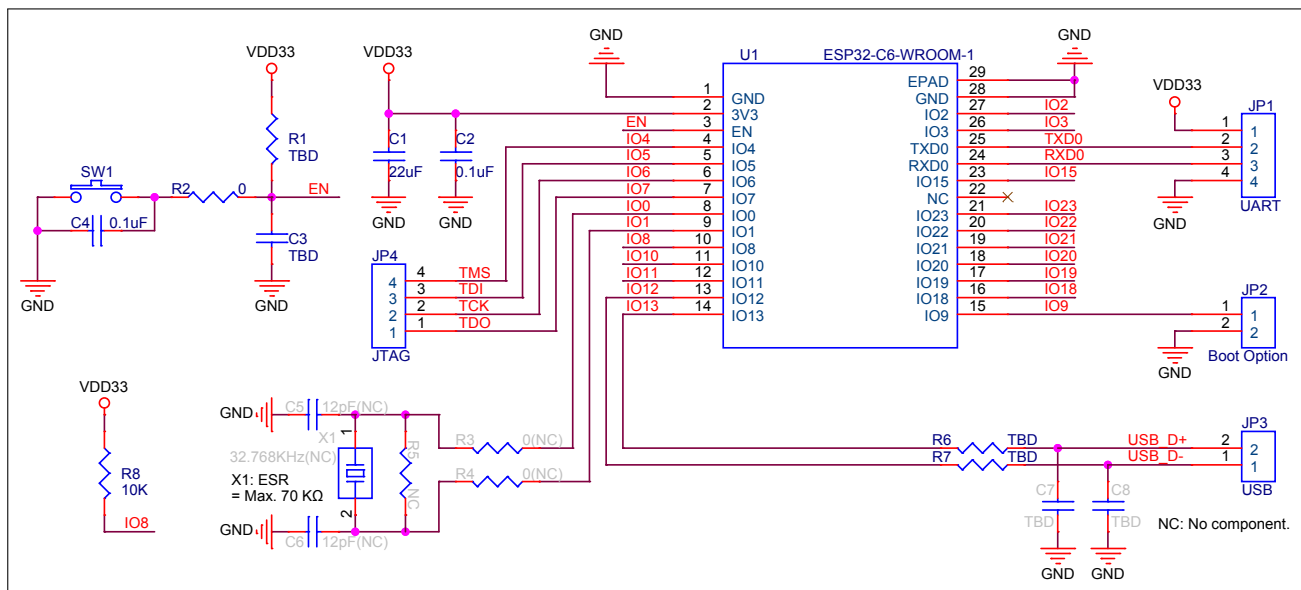 GND
GND
U1 ESP32-C6-WROOM-1
VDD33
VDD33
VDD33
JP1
1
2
3
4
1
2
3
4
UART
GND
R1
TBD
SW1
R2 0
EN
C4 0.1uF
C3
TBD
GND
GND
C1
22uF
C2
0.1uF
GND
GND
EN
IO4
IO5
IO6
IO7
IO0
IO1
IO8
IO10
IO11
IO12
IO13
1
2
3
4
5
6
7
8
9
10
11
12
13
14
GND
3V3
EN
IO4
IO5
IO6
IO7
IO0
IO1
IO8
IO10
IO11
IO12
IO13
EPAD
GND
IO2
IO3
TXD0
RXD0
IO15
NC
IO23
IO22
IO21
IO20
IO19
IO18
IO9
29
28
27
26
25
24
23
22
21
20
19
18
17
16
15
IO2
IO3
TXD0
RXD0
IO15
IO23
IO22
IO21
IO20
IO19
IO18
IO9
JP4
4
3
2
1
4
3
2
1
TMS
TDI
TCK
TDO
JTAG
JP2
1
2
1
2
Boot Option
GND
VDD33
R8
10K
IO8
GND
C5 12pF(NC)
X1
1
32.768KHz(NC)
X1: ESR
= Max. 70 KΩ
2
GND
C6 12pF(NC)
R5
NC
R3 0(NC)
R4 0(NC)
R6 TBD
R7 TBD
USB_D+
USB_D-
JP3
2
1
2
1
USB
C7
TBD
C8
TBD
NC: No component.
GND
GND